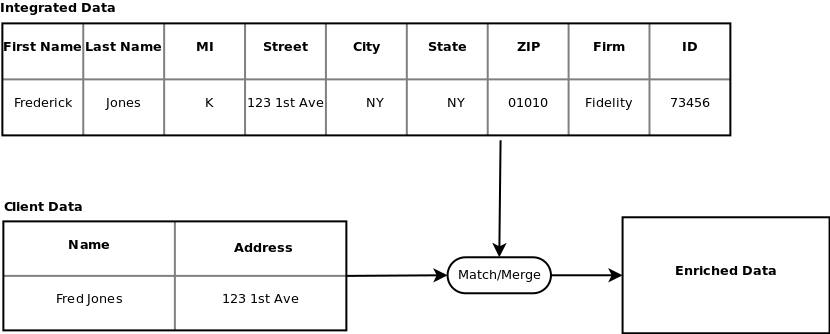 Integrated Data
First Name Last Name MI Street City State ZIP Firm ID
Frederick Jones K 123 1st Ave NY NY 01010 Fidelity 73456
Client Data
Name Address
Fred Jones 123 1st Ave
Match/Merge
Enriched Data